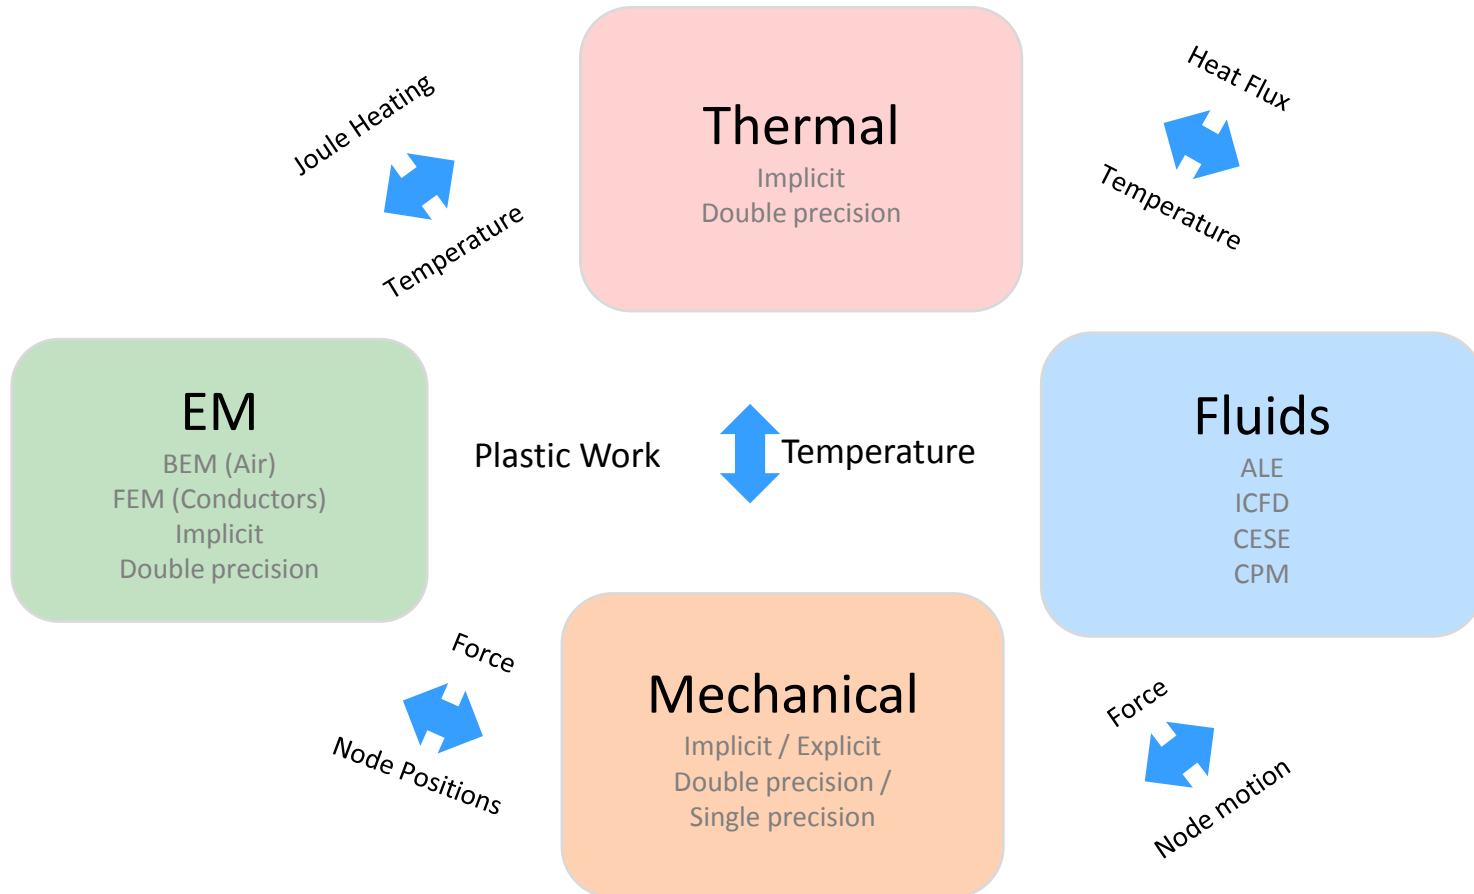 Thermal
Implicit
Double precision
Joule Heating
Temperature
Heat Flux
Temperature
EM
BEM (Air)
FEM (Conductors)
Implicit
Double precision
Plastic Work
Temperature
Fluids
ALE
ICFD
CESE
CPM
Force
Node Positions
Mechanical
Implicit / Explicit
Double precision /
Single precision
Force
Node motion